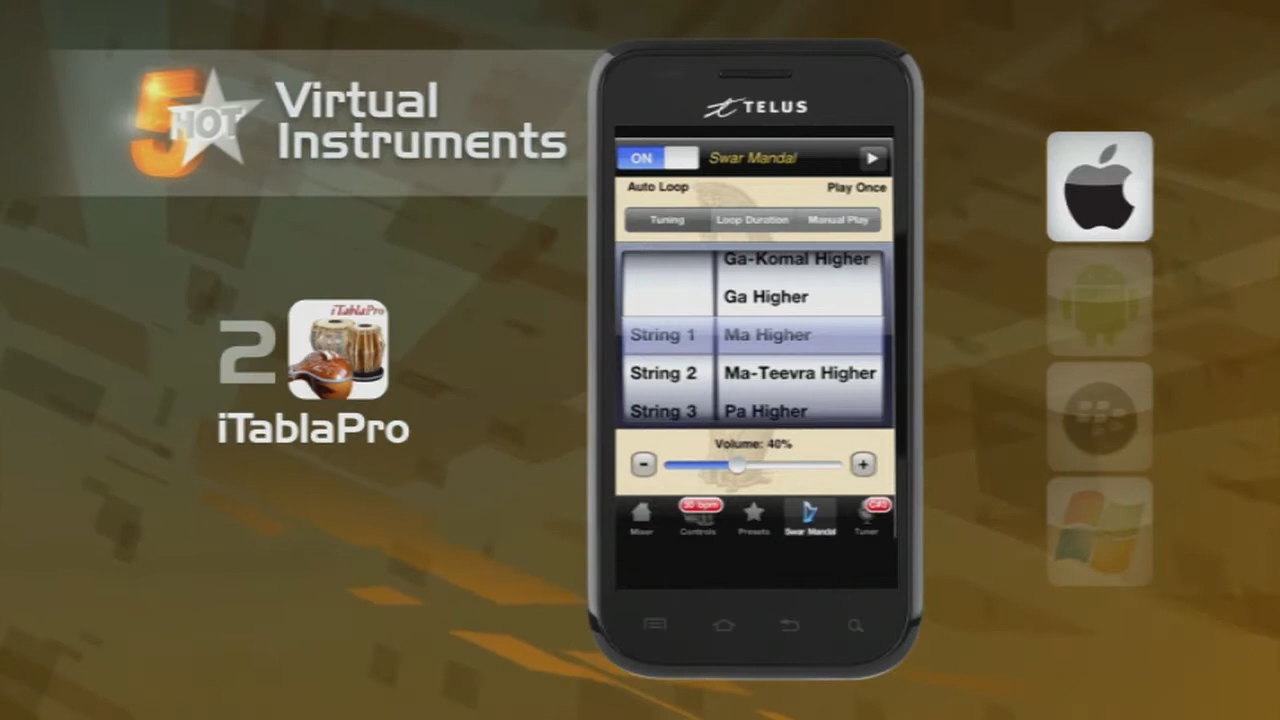 5 HOT
Virtual
Instruments
2
iTablaPro
iTablaPro
TELUS
ON
Swar Mandal
Auto Loop
Play Once
Tuning
Loop Duration
Manual Play
Ga-Komal Higher
Ga Higher
String 1
Ma Higher
String 2
Ma-Teevra Higher
String 3
Pa Higher
Volume: 40%
-
+
Mixer
Controls
Presets
Swar Mandal
Tuner